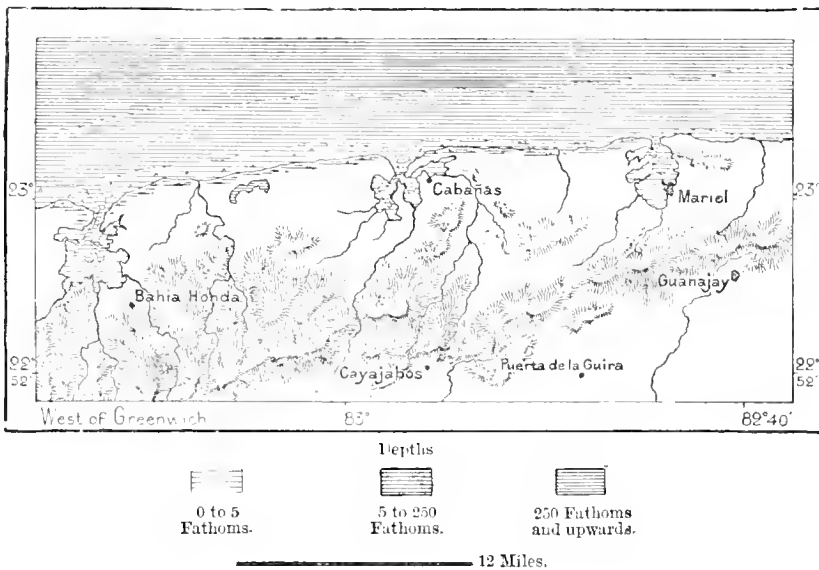 23°
Cabañas
Mariel
23°
Bahia Honda
Guanajay
22°
52'
Cayajabos
Puerta de la Guira
22°
52'
West of Greenwich
83°
82°40'
Depths
0 to 5
Fathoms.
5 to 250
Fathoms.
250 Fathoms
and upwards.
12 Miles.